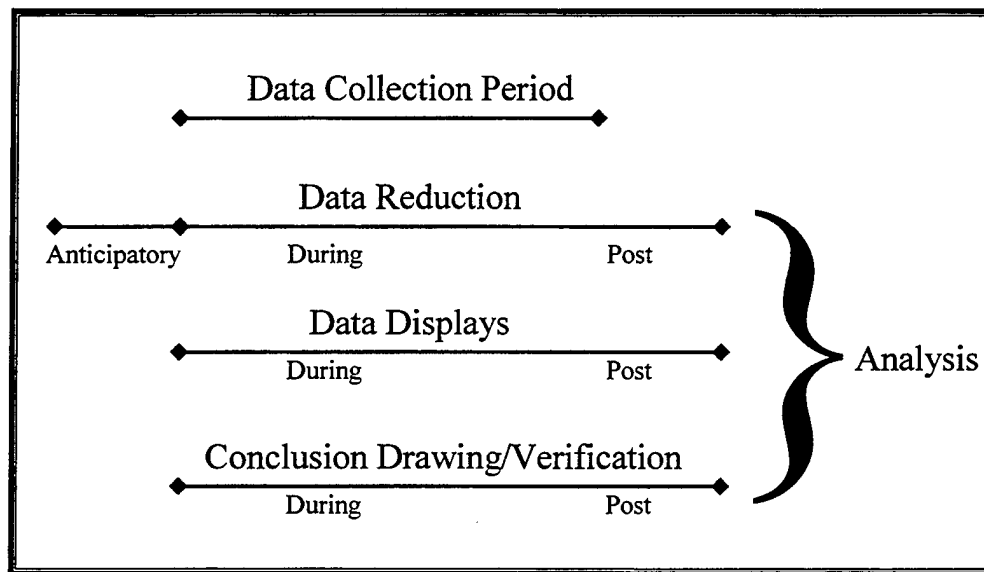 Data Collection Period
Data Reduction
Anticipatory During Post
Data Displays
During Post
Analysis
Conclusion Drawing/Verification
During Post